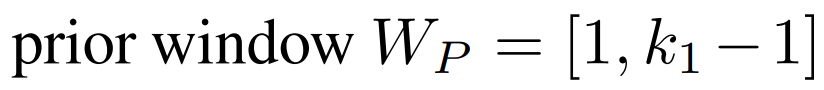 prior window $W_P = [1, k_1 - 1]$